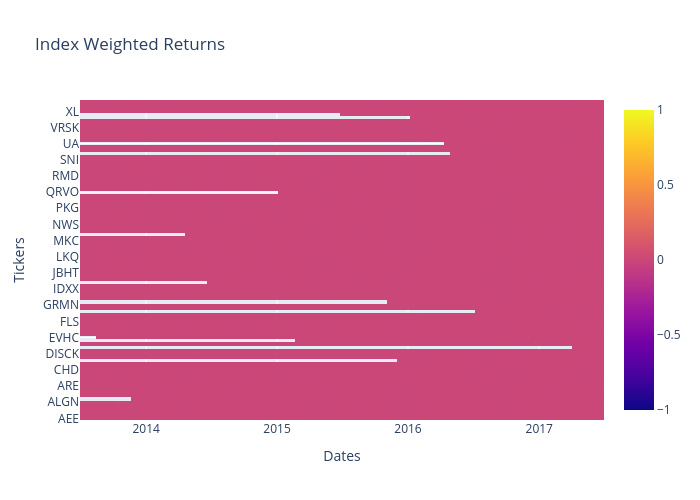 Index Weighted Returns
XL
VRSK
UA
SNI
RMD
QRVO
PKG
NWS
MKC
LKQ
JBHT
IDXX
GRMN
FLS
EVHC
DISCK
CHD
ARE
ALGN
AEE
Tickers
2014 2015 2016 2017
Dates
1
0.5
0
−0.5
−1